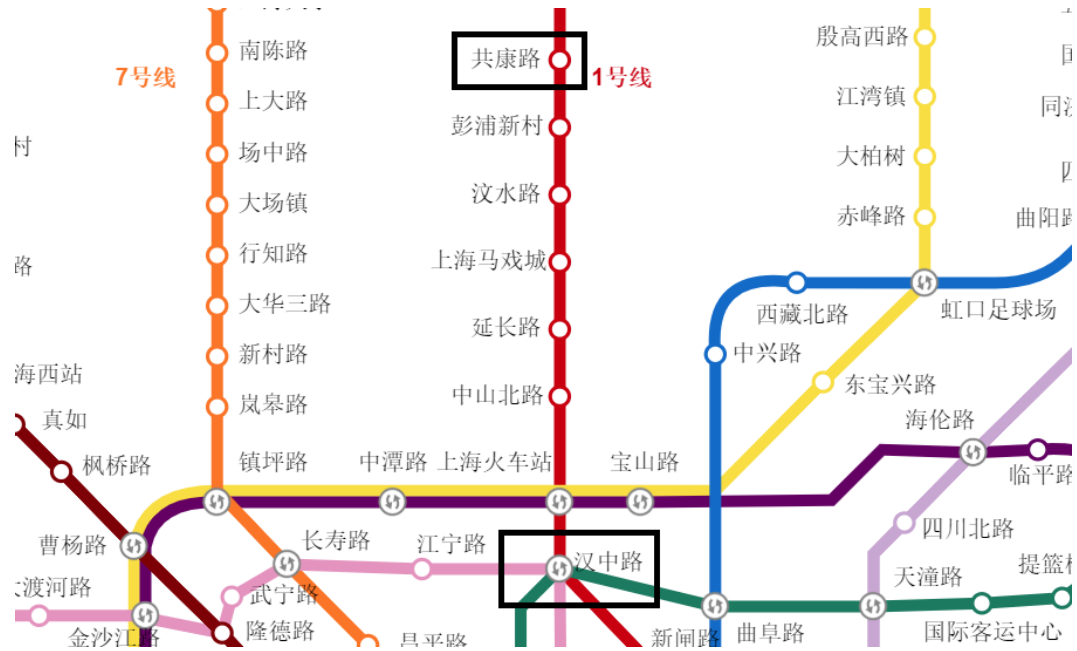 南陈路
7号线
上大路
场中路
大场镇
行知路
大华三路
新村路
岚皋路
镇坪路
共康路
1号线
彭浦新村
汶水路
上海马戏城
延长路
中山北路
中潭路
上海火车站
宝山路
殷高西路
江湾镇
大柏树
赤峰路
曲阳路
虹口足球场
西藏北路
中兴路
东宝兴路
海伦路
临平路
村
路
海西站
真如
枫桥路
曹杨路
长寿路
江宁路
汉中路
武宁路
隆德路
大渡河路
金沙江路
昌平路
新闸路
曲阜路
天潼路
四川北路
提篮
国际客运中心